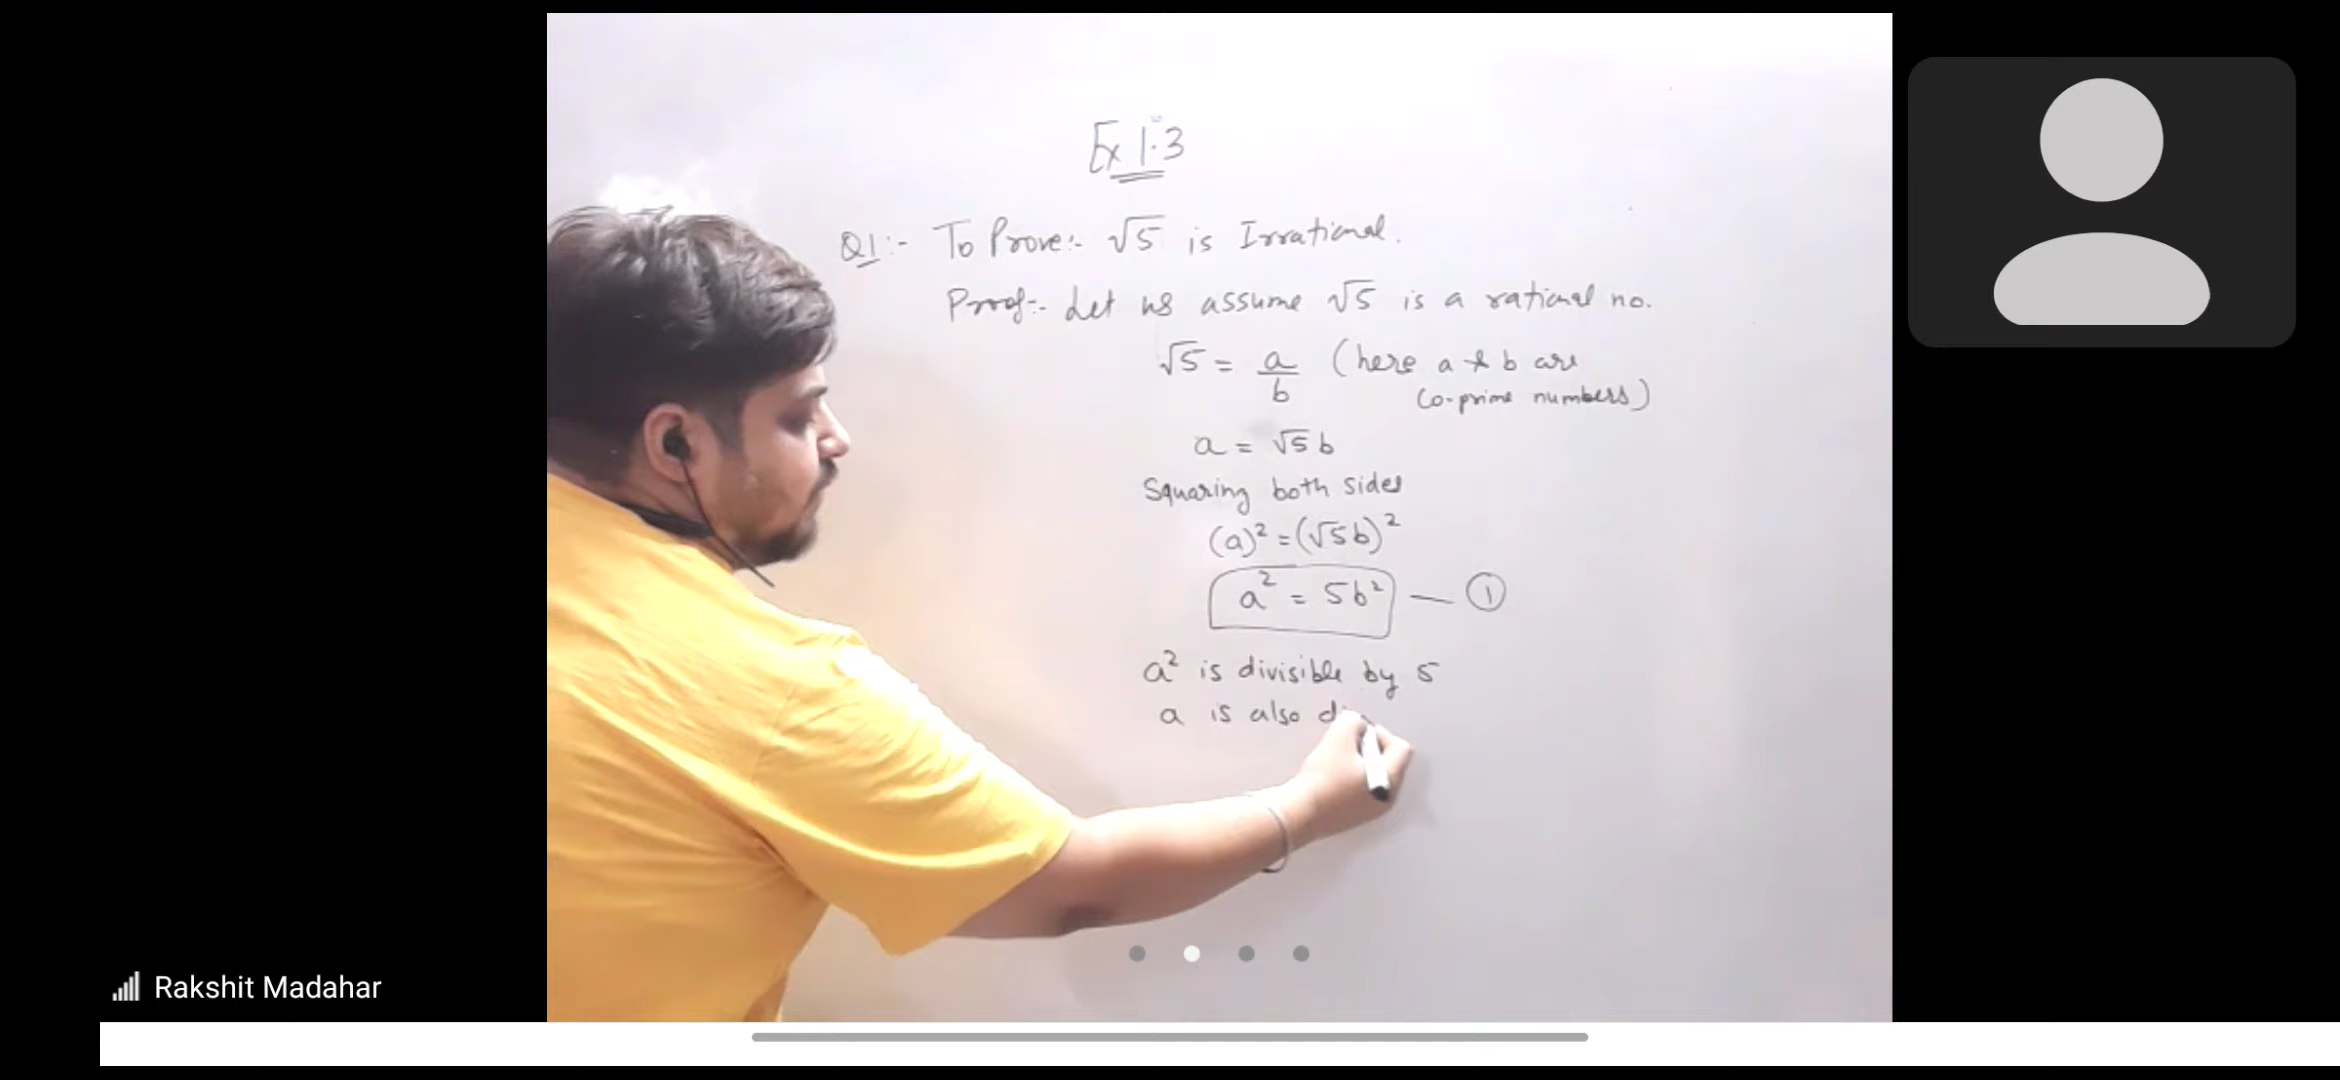 Ex 1.3
Q1:- To Prove:- √5 is Irrational.
Proof:- Let us assume √5 is a rational no.
√5 = a/b (here a & b are
co-prime numbers)
a = √5b
Squaring both sides
(a)² = (√5b)²
a² = 5b² — ①
a² is divisible by 5
a is also di
Rakshit Madahar